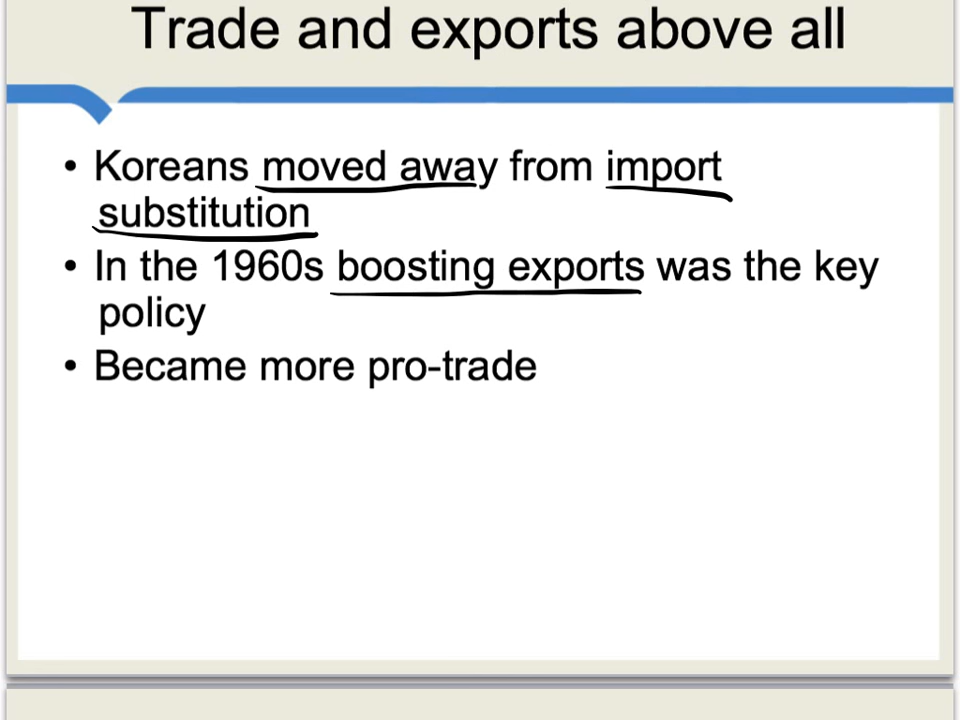 Trade and exports above all
• Koreans moved away from import
substitution
• In the 1960s boosting exports was the key
policy
• Became more pro-trade